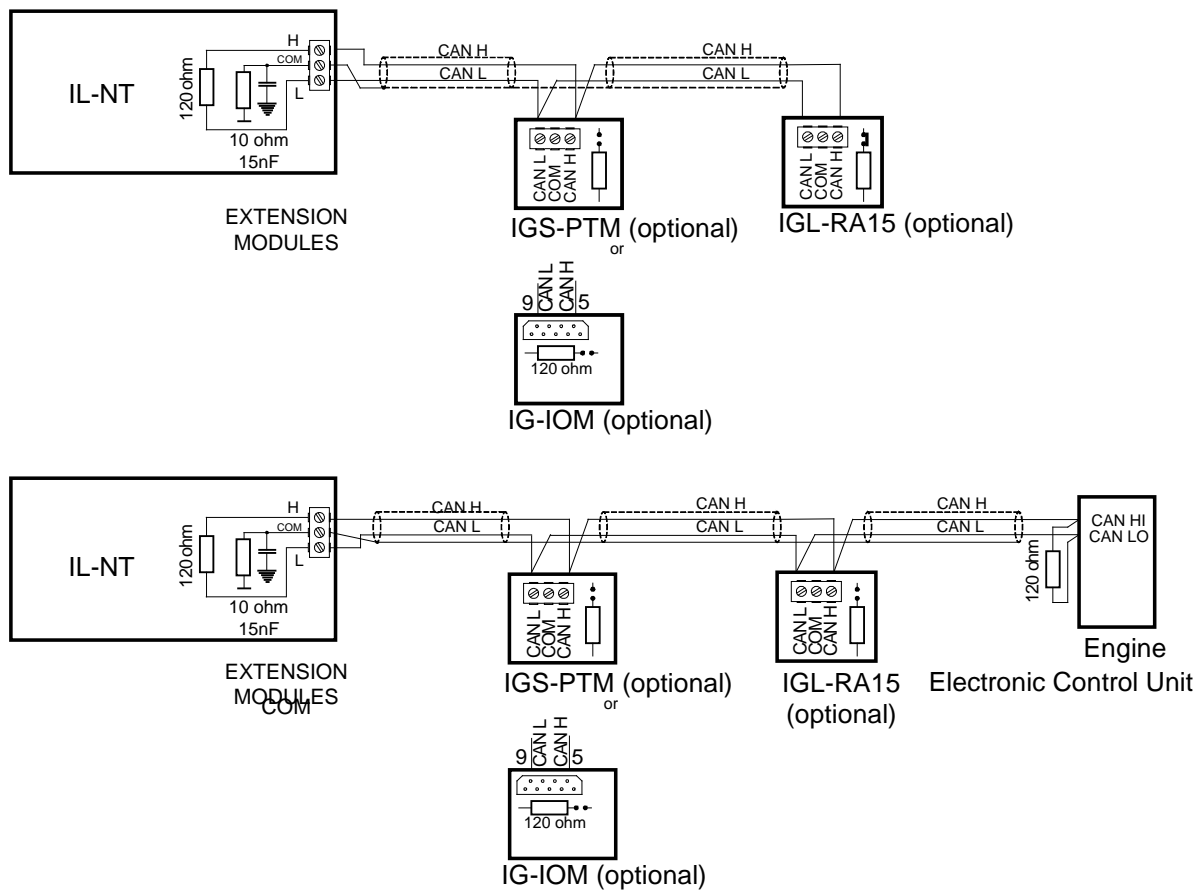 H
CAN H
CAN H
COM
CAN L
CAN L
L
120 ohm
IL-NT
10 ohm
15nF
CAN L
COM
CAN H
CAN L
COM
CAN H
EXTENSION
MODULES
IGS-PTM (optional)
or
IGL-RA15 (optional)
9
CAN L
CAN H
5
120 ohm
IG-IOM (optional)
H
CAN H
CAN H
CAN H
COM
CAN L
CAN L
CAN L
CAN HI
CAN LO
L
120 ohm
IL-NT
120 ohm
10 ohm
15nF
CAN L
COM
CAN H
CAN L
COM
CAN H
Engine
Electronic Control Unit
EXTENSION
MODULES
COM
IGS-PTM (optional)
or
IGL-RA15
(optional)
9
CAN L
CAN H
5
120 ohm
IG-IOM (optional)